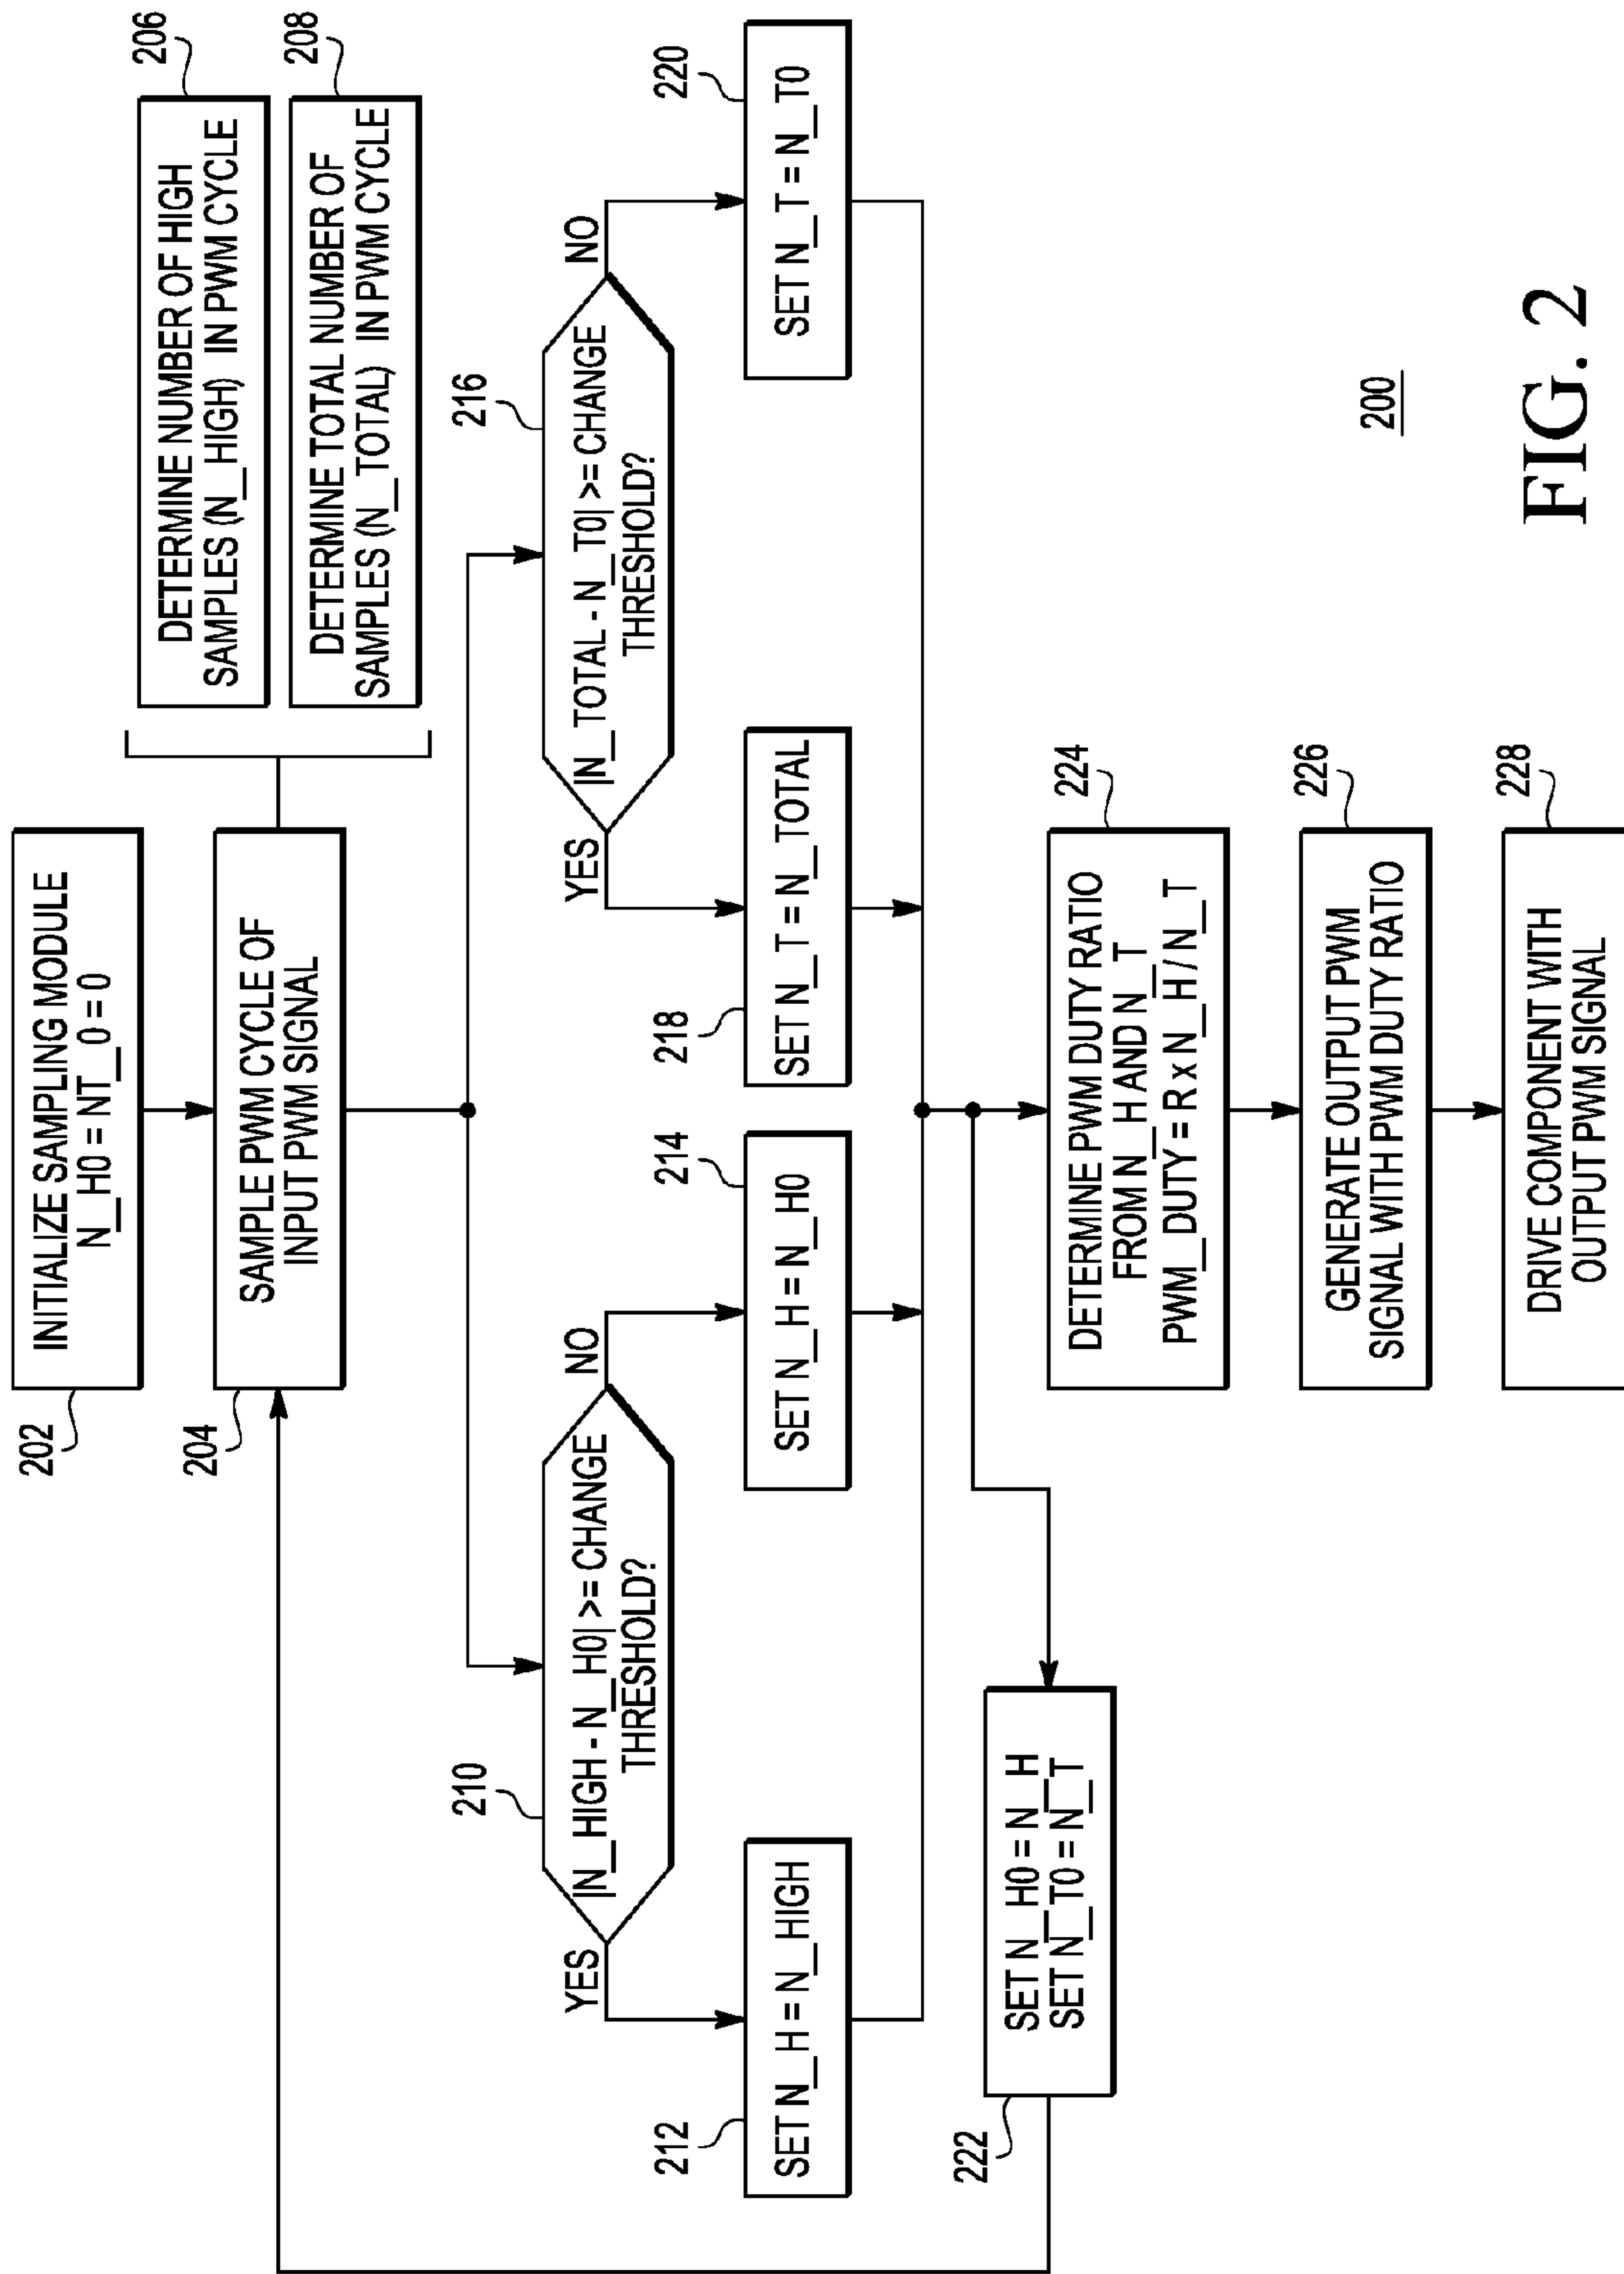 202
INITIALIZE SAMPLING MODULE
N_H0 = NT_0 = 0
204
SAMPLE PWM CYCLE OF
INPUT PWM SIGNAL
206
DETERMINE NUMBER OF HIGH
SAMPLES (N_HIGH) IN PWM CYCLE
208
DETERMINE TOTAL NUMBER OF
SAMPLES (N_TOTAL) IN PWM CYCLE
210
|N_HIGH - N_H0| >= CHANGE
THRESHOLD?
YES
NO
216
|N_TOTAL - N_T0| >= CHANGE
THRESHOLD?
YES
NO
212
SET N_H = N_HIGH
214
SET N_H = N_H0
218
SET N_T = N_TOTAL
220
SET N_T = N_T0
222
SET N_H0 = N_H
SET N_T0 = N_T
224
DETERMINE PWM DUTY RATIO
FROM N_H AND N_T
PWM_DUTY = R x N_H / N_T
226
GENERATE OUTPUT PWM
SIGNAL WITH PWM DUTY RATIO
228
DRIVE COMPONENT WITH
OUTPUT PWM SIGNAL
200
FIG. 2